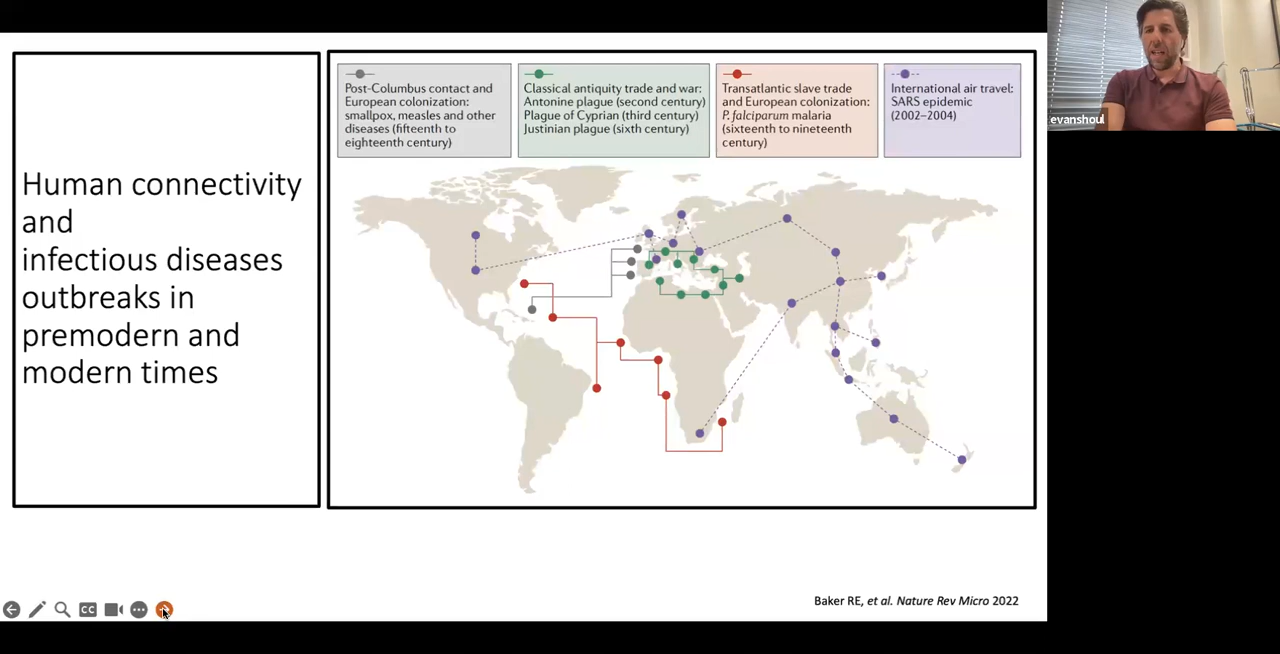 Human connectivity
and
infectious diseases
outbreaks in
premodern and
modern times
Post-Columbus contact and
European colonization:
smallpox, measles and other
diseases (fifteenth to
eighteenth century)
Classical antiquity trade and war:
Antonine plague (second century)
Plague of Cyprian (third century)
Justinian plague (sixth century)
Transatlantic slave trade
and European colonization:
P. falciparum malaria
(sixteenth to nineteenth
century)
International air travel:
SARS epidemic
(2002–2004)
evanshoul
CC
Baker RE, et al. Nature Rev Micro 2022